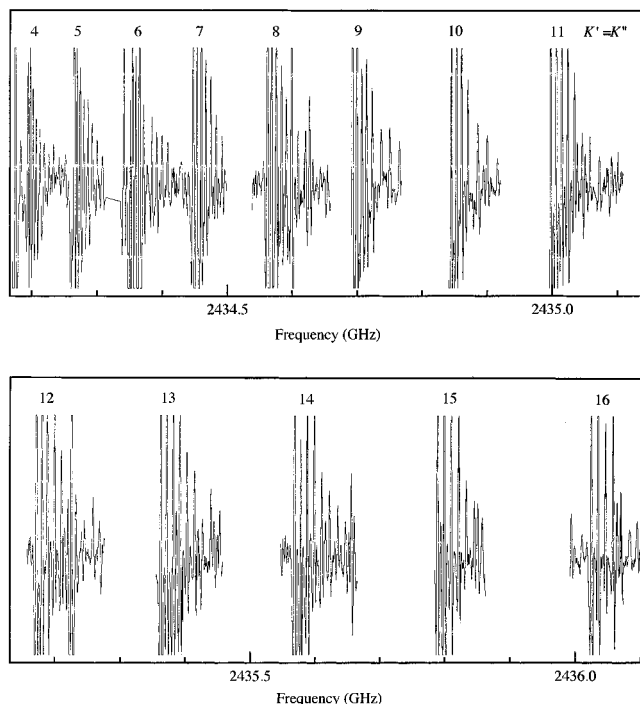 4 5 6 7 8 9 10 11 K' = K"
2434.5 2435.0
Frequency (GHz)
12 13 14 15 16
2435.5 2436.0
Frequency (GHz)